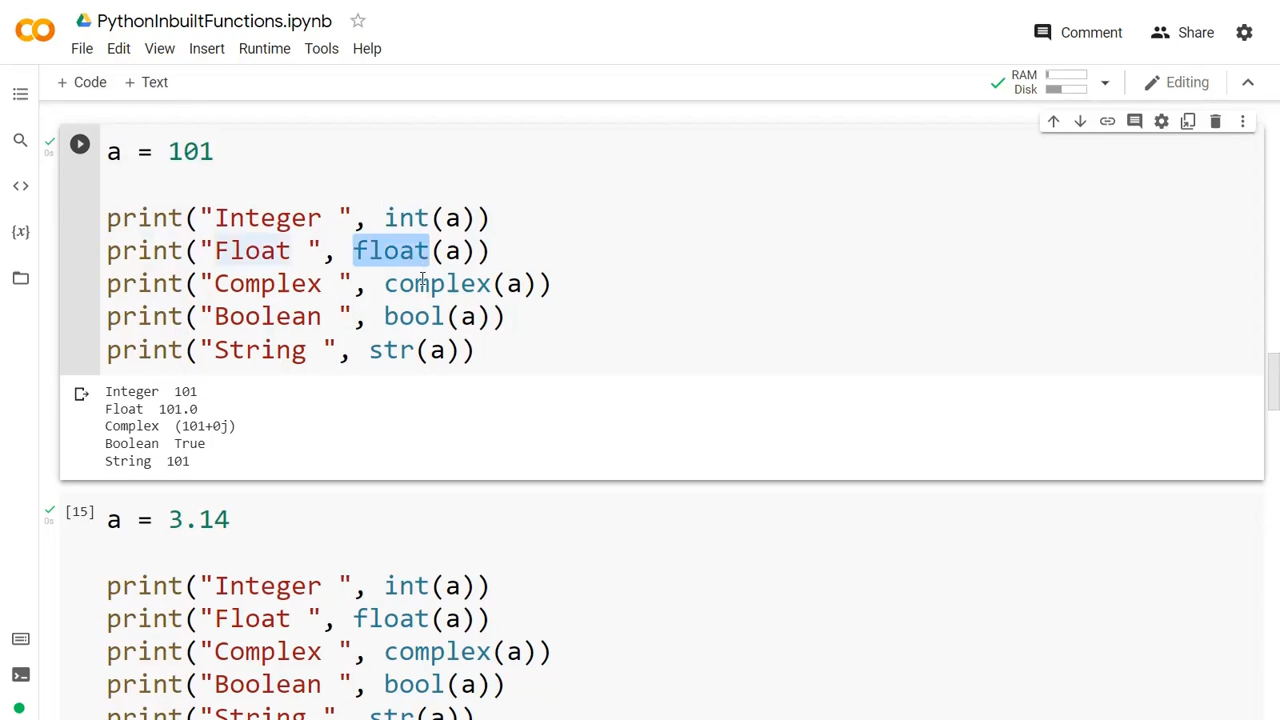 PythonInbuiltFunctions.ipynb
File Edit View Insert Runtime Tools Help
Comment Share
+ Code + Text
RAM
Disk
Editing
a = 101
0s
print("Integer ", int(a))
print("Float ", float(a))
print("Complex ", complex(a))
print("Boolean ", bool(a))
print("String ", str(a))
Integer  101
Float  101.0
Complex  (101+0j)
Boolean  True
String  101
[15] a = 3.14
0s
print("Integer ", int(a))
print("Float ", float(a))
print("Complex ", complex(a))
print("Boolean ", bool(a))
print("String ", str(a))